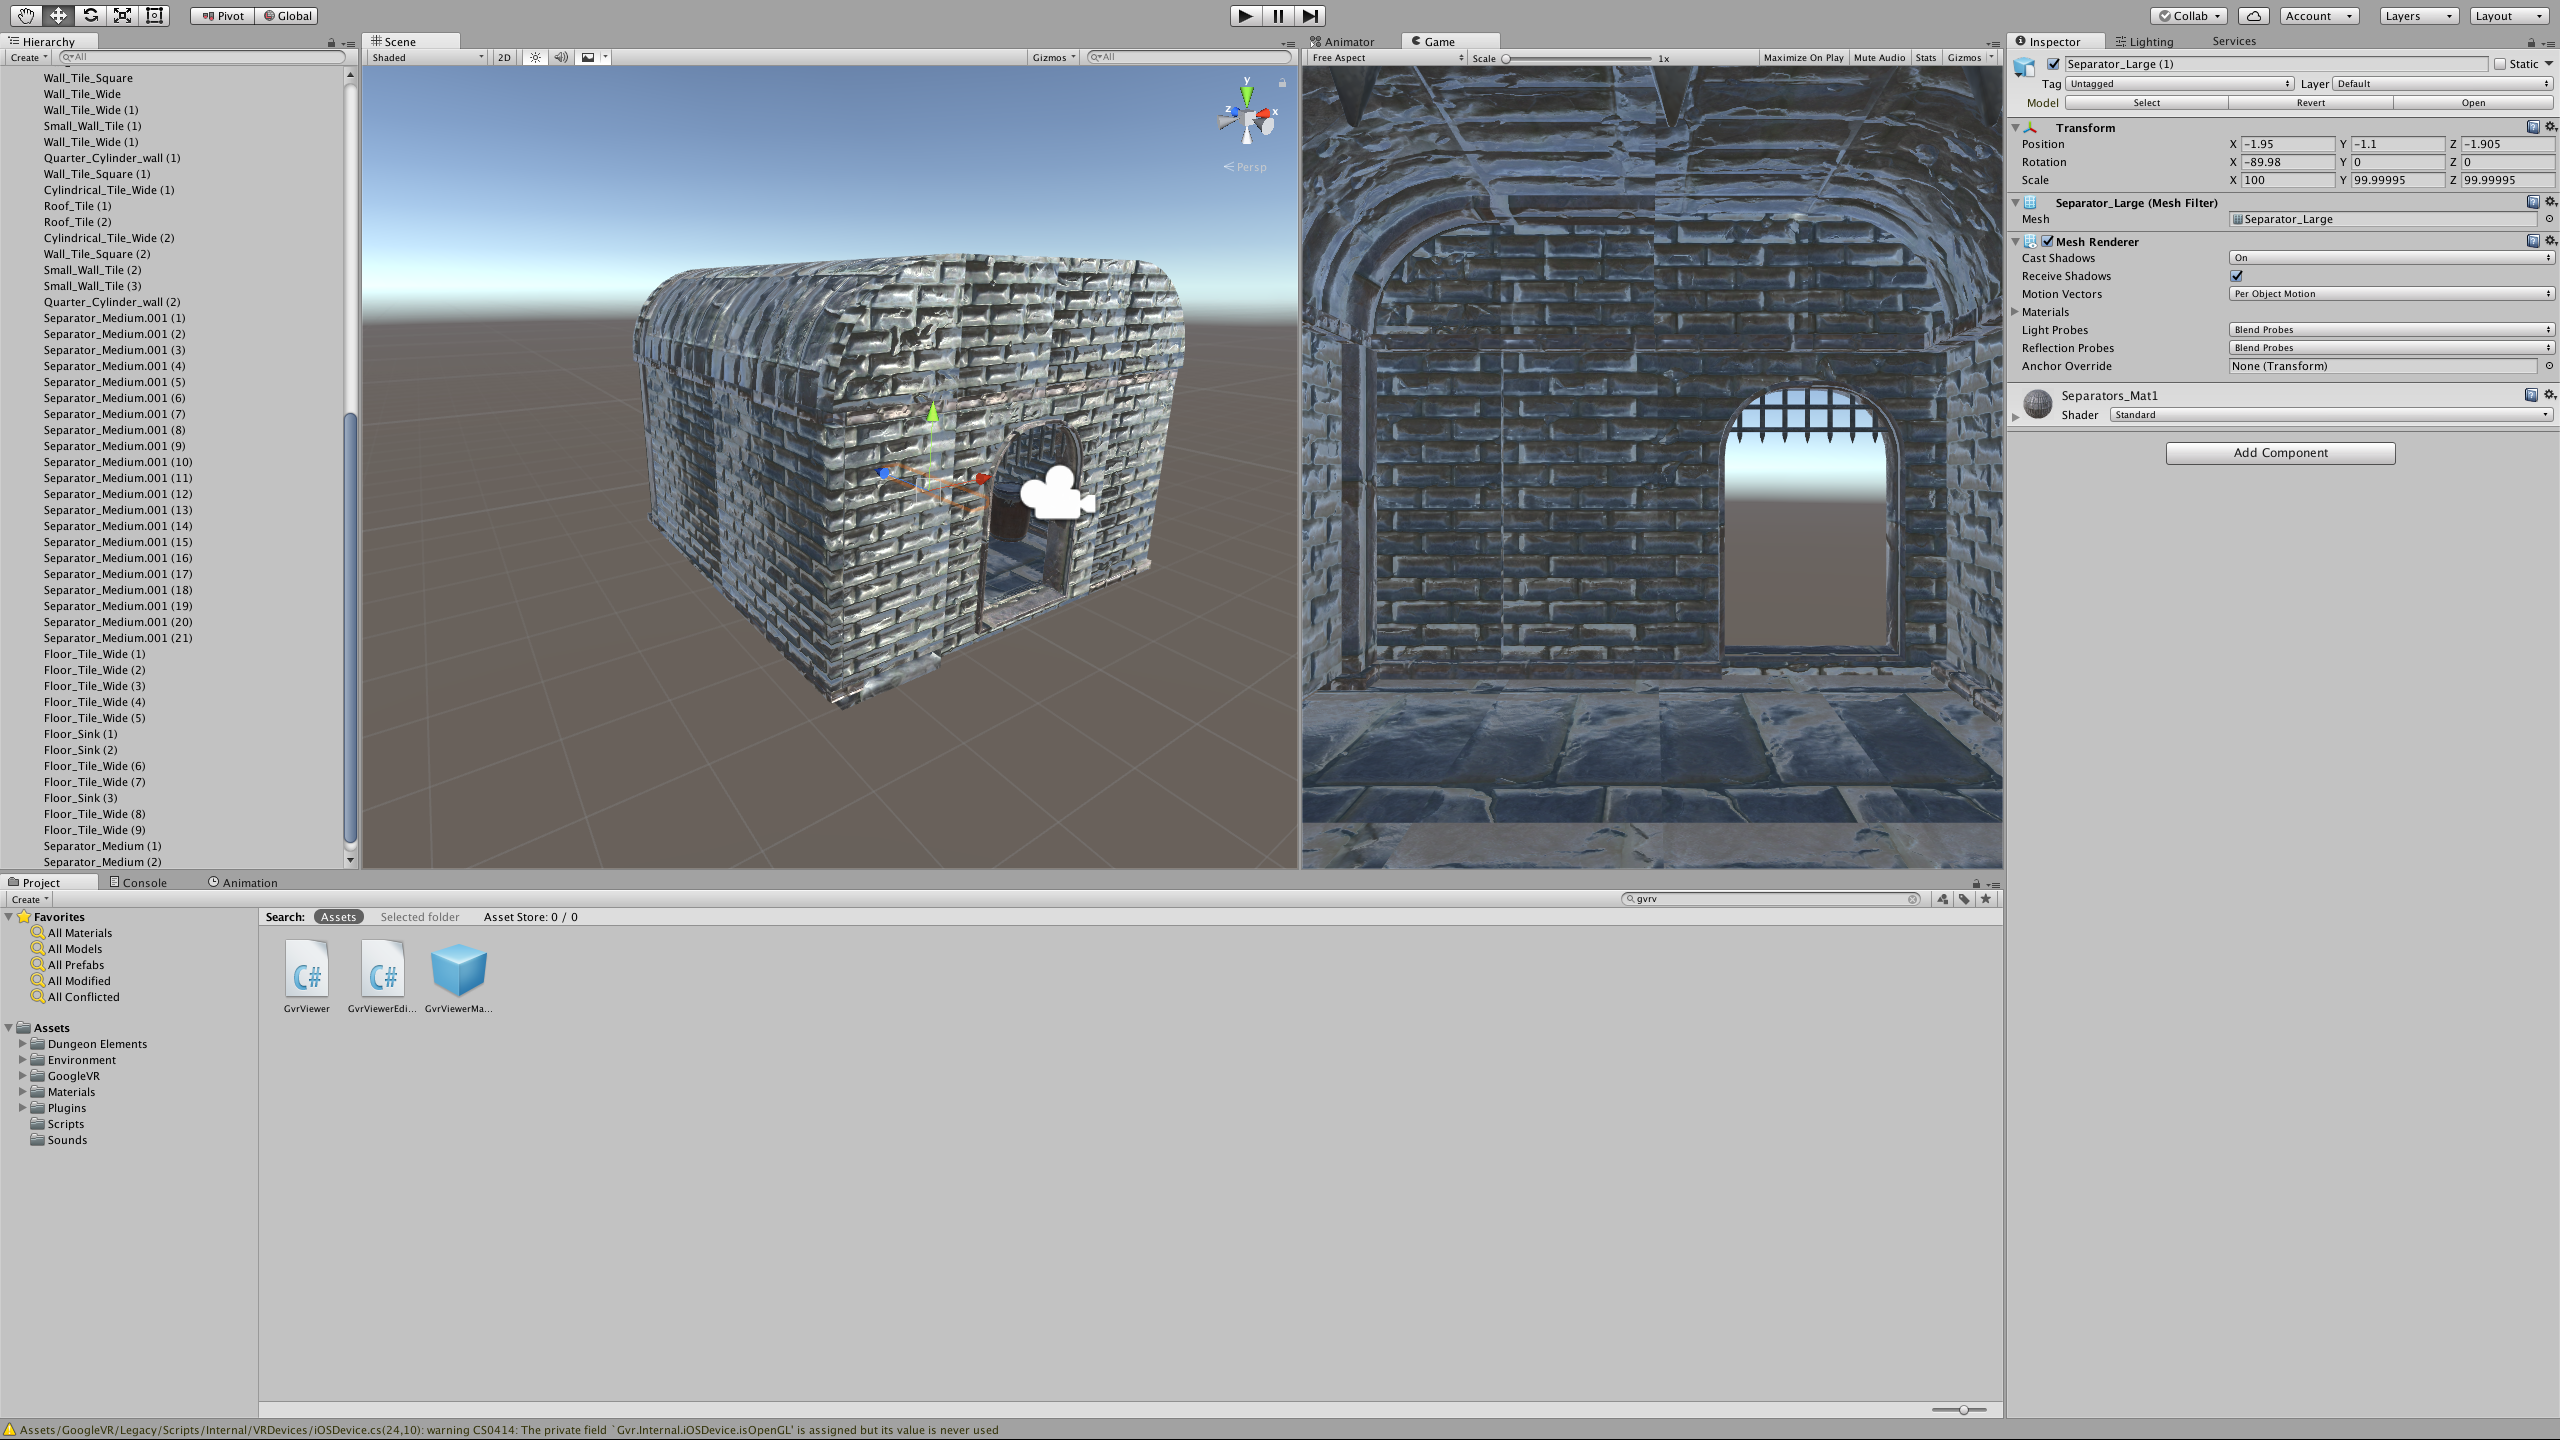 Pivot Global Collab Account Layers Layout
Hierarchy
Create All
Wall_Tile_Square
Wall_Tile_Wide
Wall_Tile_Wide (1)
Small_Wall_Tile (1)
Wall_Tile_Wide (1)
Quarter_Cylinder_wall (1)
Wall_Tile_Square (1)
Cylindrical_Tile_Wide (1)
Roof_Tile (1)
Roof_Tile (2)
Cylindrical_Tile_Wide (2)
Wall_Tile_Square (2)
Small_Wall_Tile (2)
Small_Wall_Tile (3)
Quarter_Cylinder_wall (2)
Separator_Medium.001 (1)
Separator_Medium.001 (2)
Separator_Medium.001 (3)
Separator_Medium.001 (4)
Separator_Medium.001 (5)
Separator_Medium.001 (6)
Separator_Medium.001 (7)
Separator_Medium.001 (8)
Separator_Medium.001 (9)
Separator_Medium.001 (10)
Separator_Medium.001 (11)
Separator_Medium.001 (12)
Separator_Medium.001 (13)
Separator_Medium.001 (14)
Separator_Medium.001 (15)
Separator_Medium.001 (16)
Separator_Medium.001 (17)
Separator_Medium.001 (18)
Separator_Medium.001 (19)
Separator_Medium.001 (20)
Separator_Medium.001 (21)
Floor_Tile_Wide (1)
Floor_Tile_Wide (2)
Floor_Tile_Wide (3)
Floor_Tile_Wide (4)
Floor_Tile_Wide (5)
Floor_Sink (1)
Floor_Sink (2)
Floor_Tile_Wide (6)
Floor_Tile_Wide (7)
Floor_Sink (3)
Floor_Tile_Wide (8)
Floor_Tile_Wide (9)
Separator_Medium (1)
Separator_Medium (2)
Scene
Shaded 2D Gizmos All
y
z x
Persp
Animator Game
Free Aspect Scale 1x Maximize On Play Mute Audio Stats Gizmos
Inspector Lighting Services
Separator_Large (1) Static
Tag Untagged Layer Default
Model Select Revert Open
Transform
Position X -1.95 Y -1.1 Z -1.905
Rotation X -89.98 Y 0 Z 0
Scale X 100 Y 99.99995 Z 99.99995
Separator_Large (Mesh Filter)
Mesh Separator_Large
Mesh Renderer
Cast Shadows On
Receive Shadows
Motion Vectors Per Object Motion
Materials
Light Probes Blend Probes
Reflection Probes Blend Probes
Anchor Override None (Transform)
Separators_Mat1
Shader Standard
Add Component
Project Console Animation
Create gvrv
Favorites
All Materials
All Models
All Prefabs
All Modified
All Conflicted
Assets
Dungeon Elements
Environment
GoogleVR
Materials
Plugins
Scripts
Sounds
Search: Assets Selected folder Asset Store: 0 / 0
C# C#
GvrViewer GvrViewerEdi... GvrViewerMa...
Assets/GoogleVR/Legacy/Scripts/Internal/VRDevices/iOSDevice.cs(24,10): warning CS0414: The private field `Gvr.Internal.iOSDevice.isOpenGL' is assigned but its value is never used